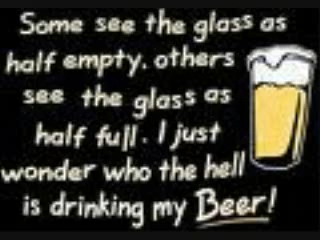 Some see the glass as
half empty. others
see the glass as
half full. I just
wonder who the hell
is drinking my Beer!